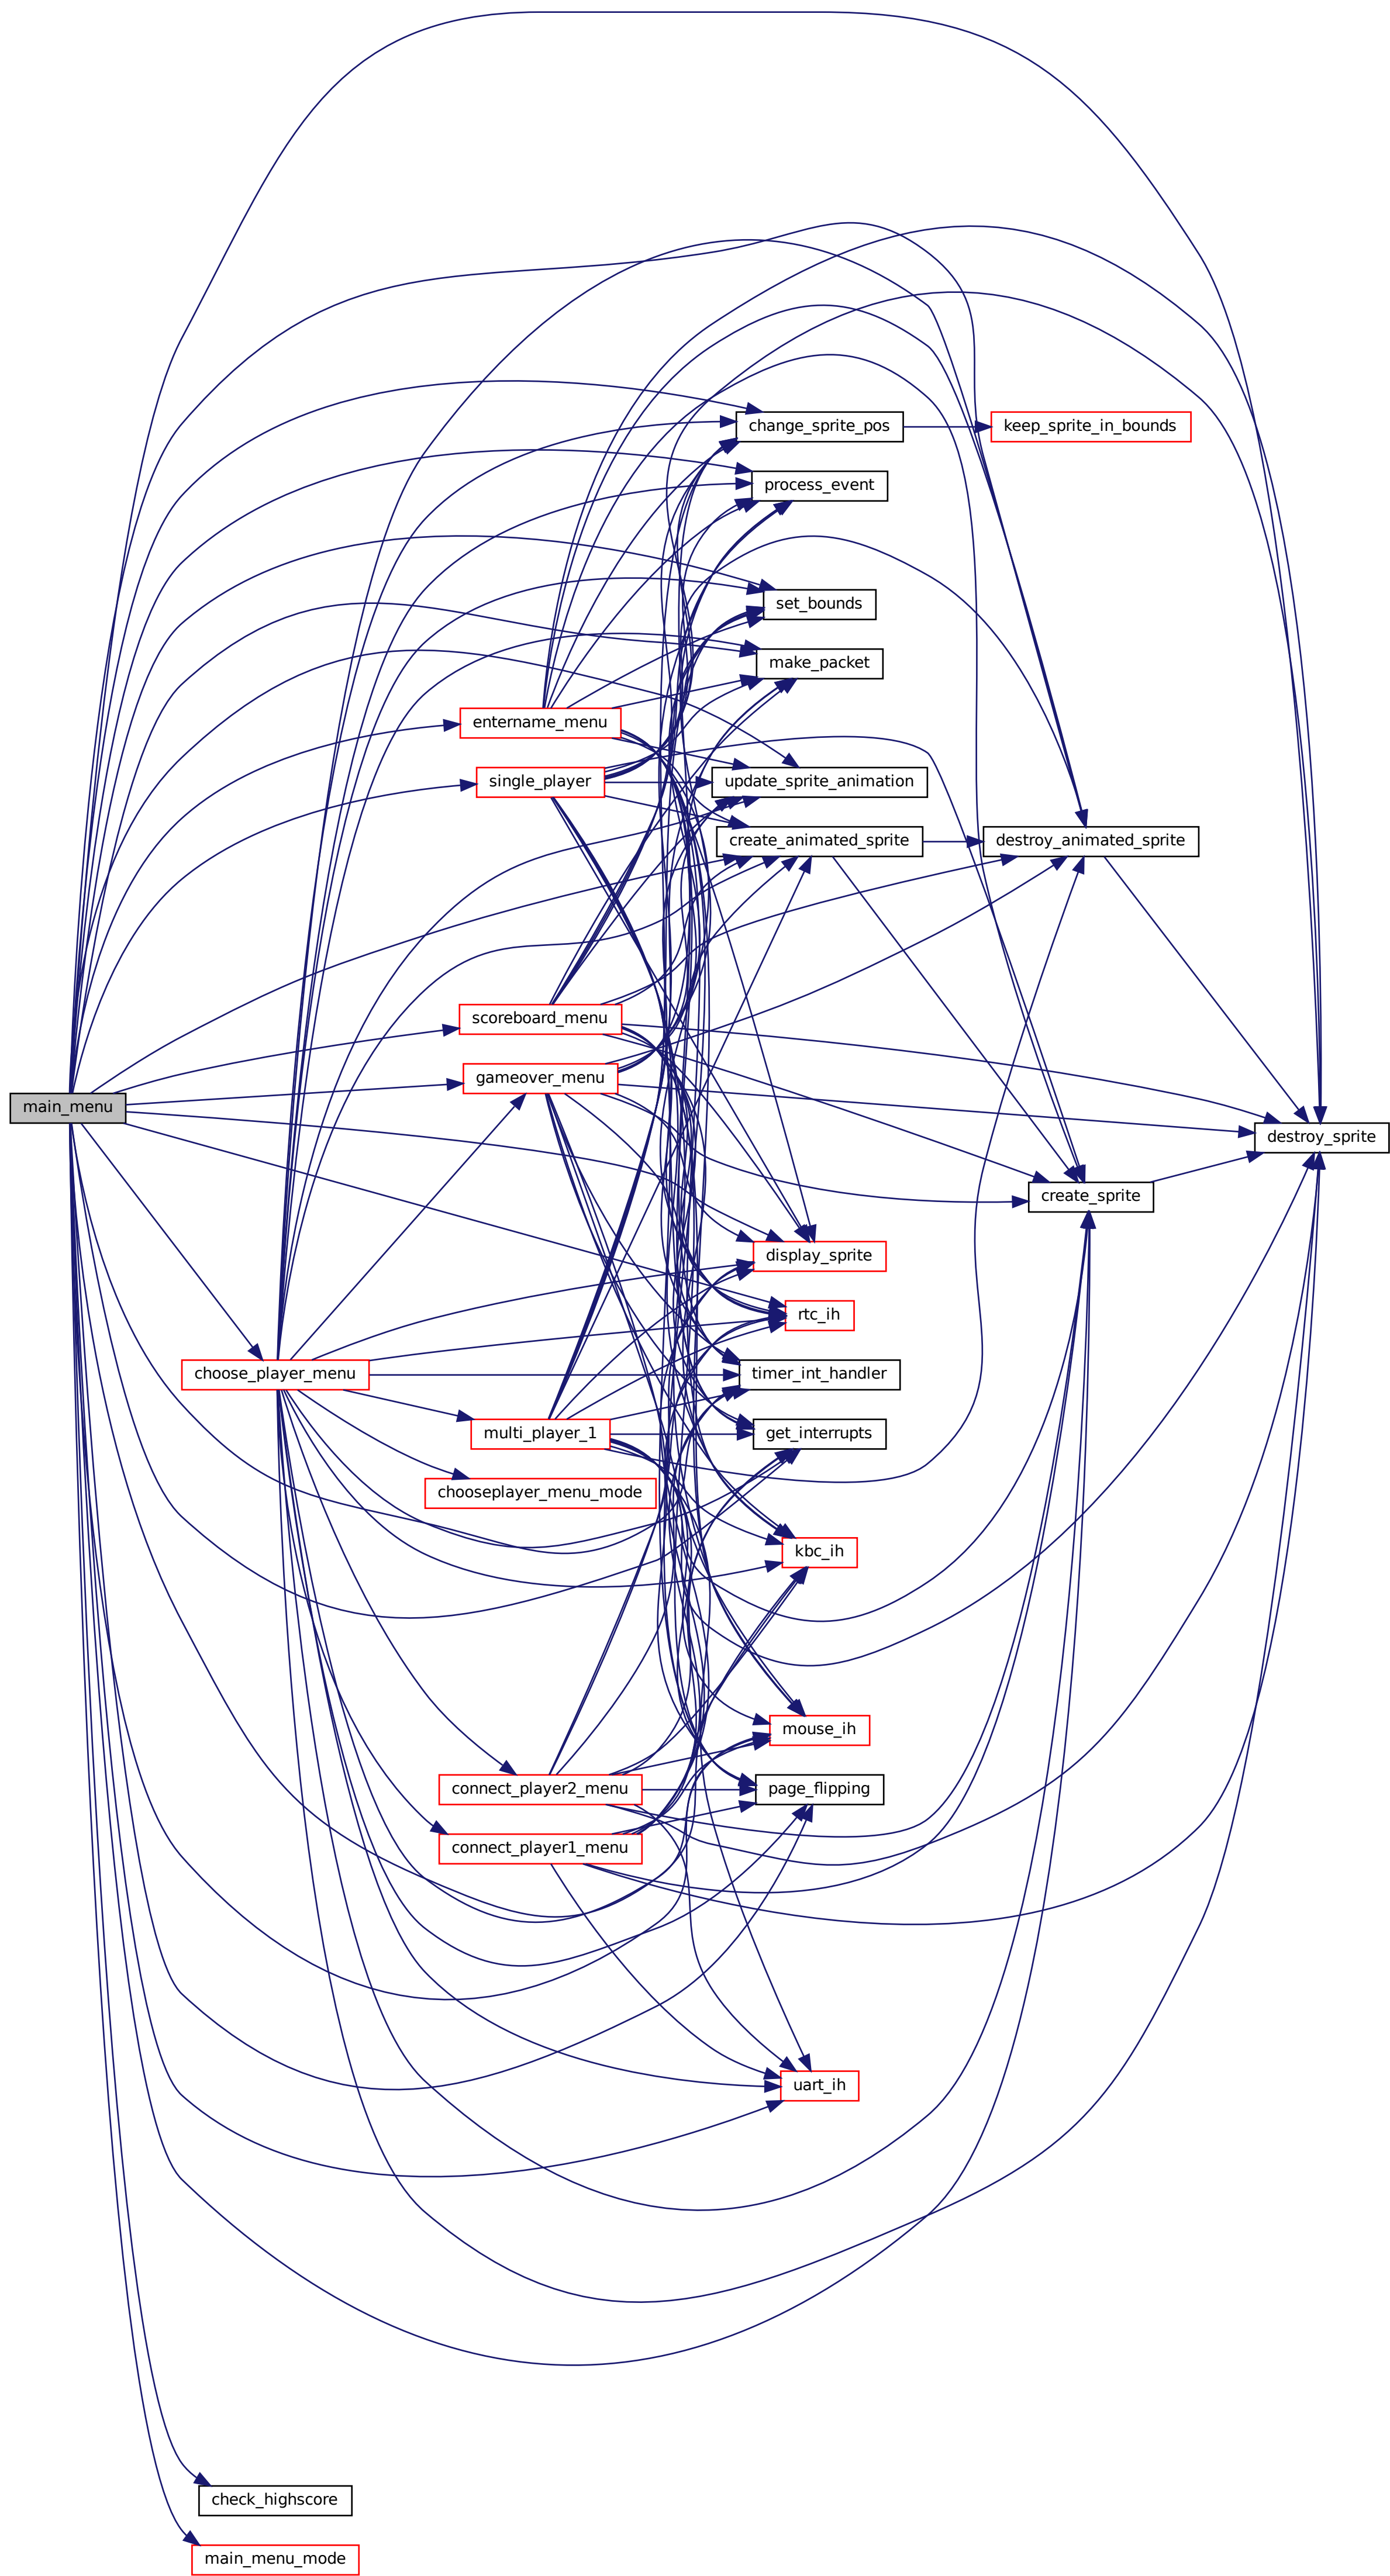 change_sprite_pos
keep_sprite_in_bounds
process_event
set_bounds
make_packet
entername_menu
single_player
update_sprite_animation
create_animated_sprite
destroy_animated_sprite
scoreboard_menu
gameover_menu
main_menu
destroy_sprite
create_sprite
display_sprite
rtc_ih
choose_player_menu
timer_int_handler
multi_player_1
get_interrupts
chooseplayer_menu_mode
kbc_ih
mouse_ih
connect_player2_menu
page_flipping
connect_player1_menu
uart_ih
check_highscore
main_menu_mode